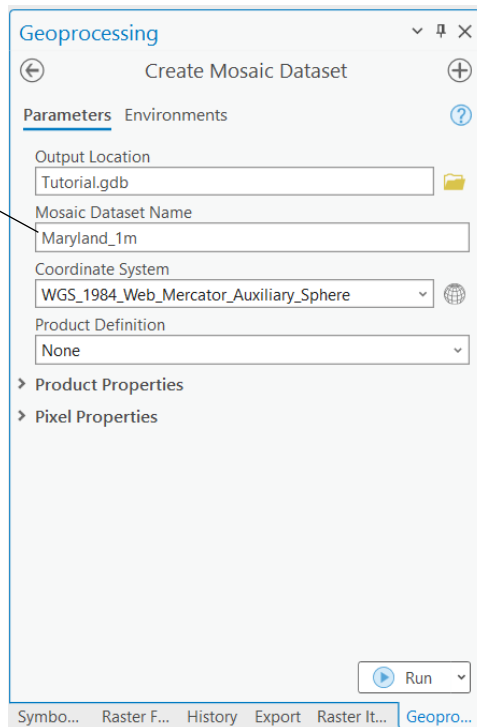 Geoprocessing
Create Mosaic Dataset
Parameters Environments
?
Output Location
Tutorial.gdb
Mosaic Dataset Name
Maryland_1m
Coordinate System
WGS_1984_Web_Mercator_Auxiliary_Sphere
Product Definition
None
Product Properties
Pixel Properties
Run
Symbo... Raster F... History Export Raster It... Geopro...